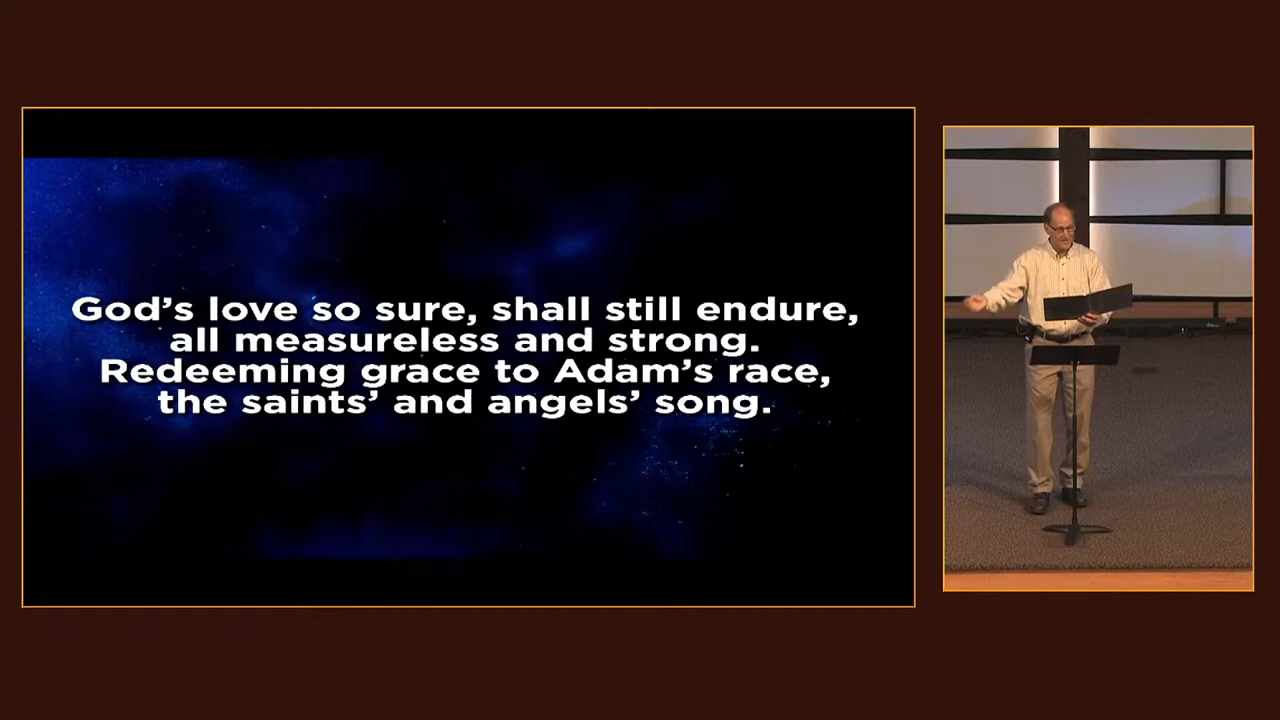 God’s love so sure, shall still endure,
all measureless and strong.
Redeeming grace to Adam’s race,
the saints’ and angels’ song.